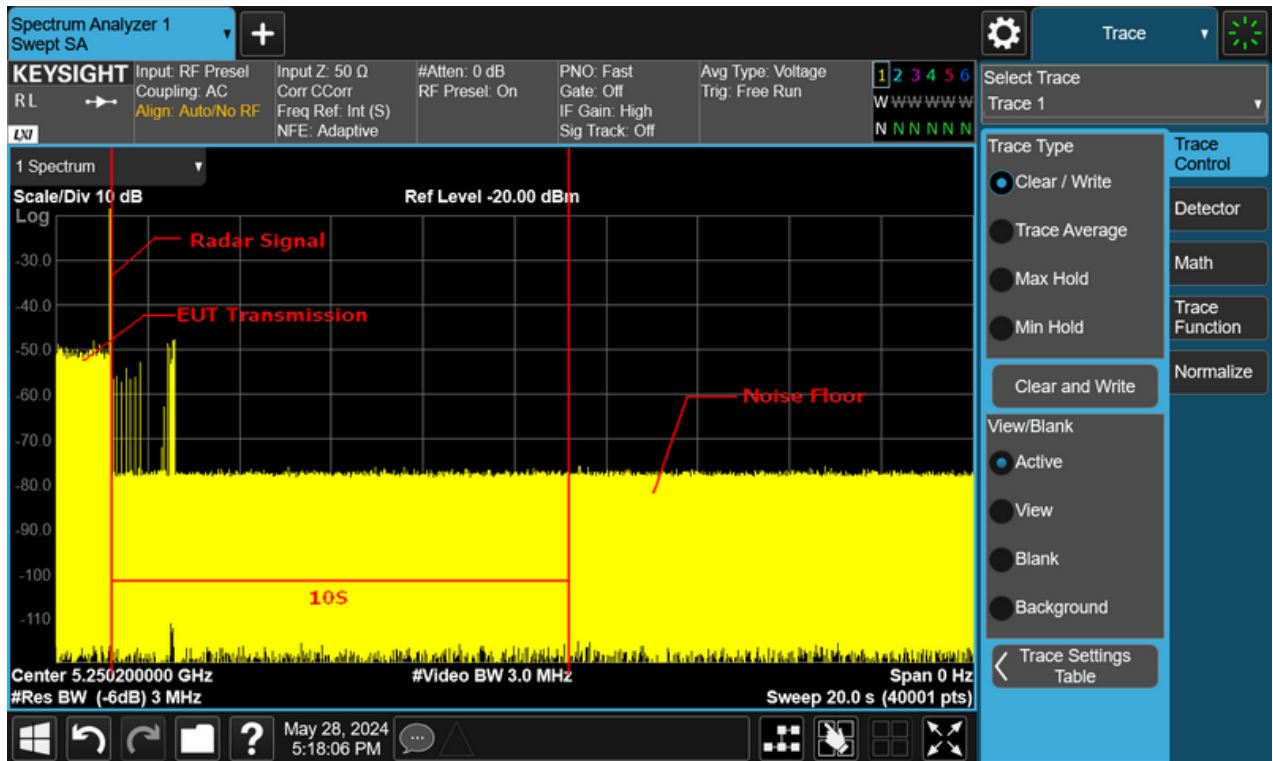 Spectrum Analyzer 1
Swept SA
Trace
KEYSIGHT
RL
LXI
Input: RF Presel
Coupling: AC
Align: Auto/No RF
Input Z: 50 Ω
Corr CCorr
Freq Ref: Int (S)
NFE: Adaptive
#Atten: 0 dB
RF Presel: On
PNO: Fast
Gate: Off
IF Gain: High
Sig Track: Off
Avg Type: Voltage
Trig: Free Run
1 2 3 4 5 6
W W W W W W
N N N N N N
Select Trace
Trace 1
1 Spectrum
Scale/Div 10 dB
Ref Level -20.00 dBm
Log
-30.0
-40.0
-50.0
-60.0
-70.0
-80.0
-90.0
-100
-110
Radar Signal
EUT Transmission
Noise Floor
10S
Center 5.250200000 GHz
#Video BW 3.0 MHz
Span 0 Hz
#Res BW (-6dB) 3 MHz
Sweep 20.0 s (40001 pts)
May 28, 2024
5:18:06 PM
Trace Type
Clear / Write
Trace Average
Max Hold
Min Hold
Clear and Write
View/Blank
Active
View
Blank
Background
Trace Settings
Table
Trace
Control
Detector
Math
Trace
Function
Normalize